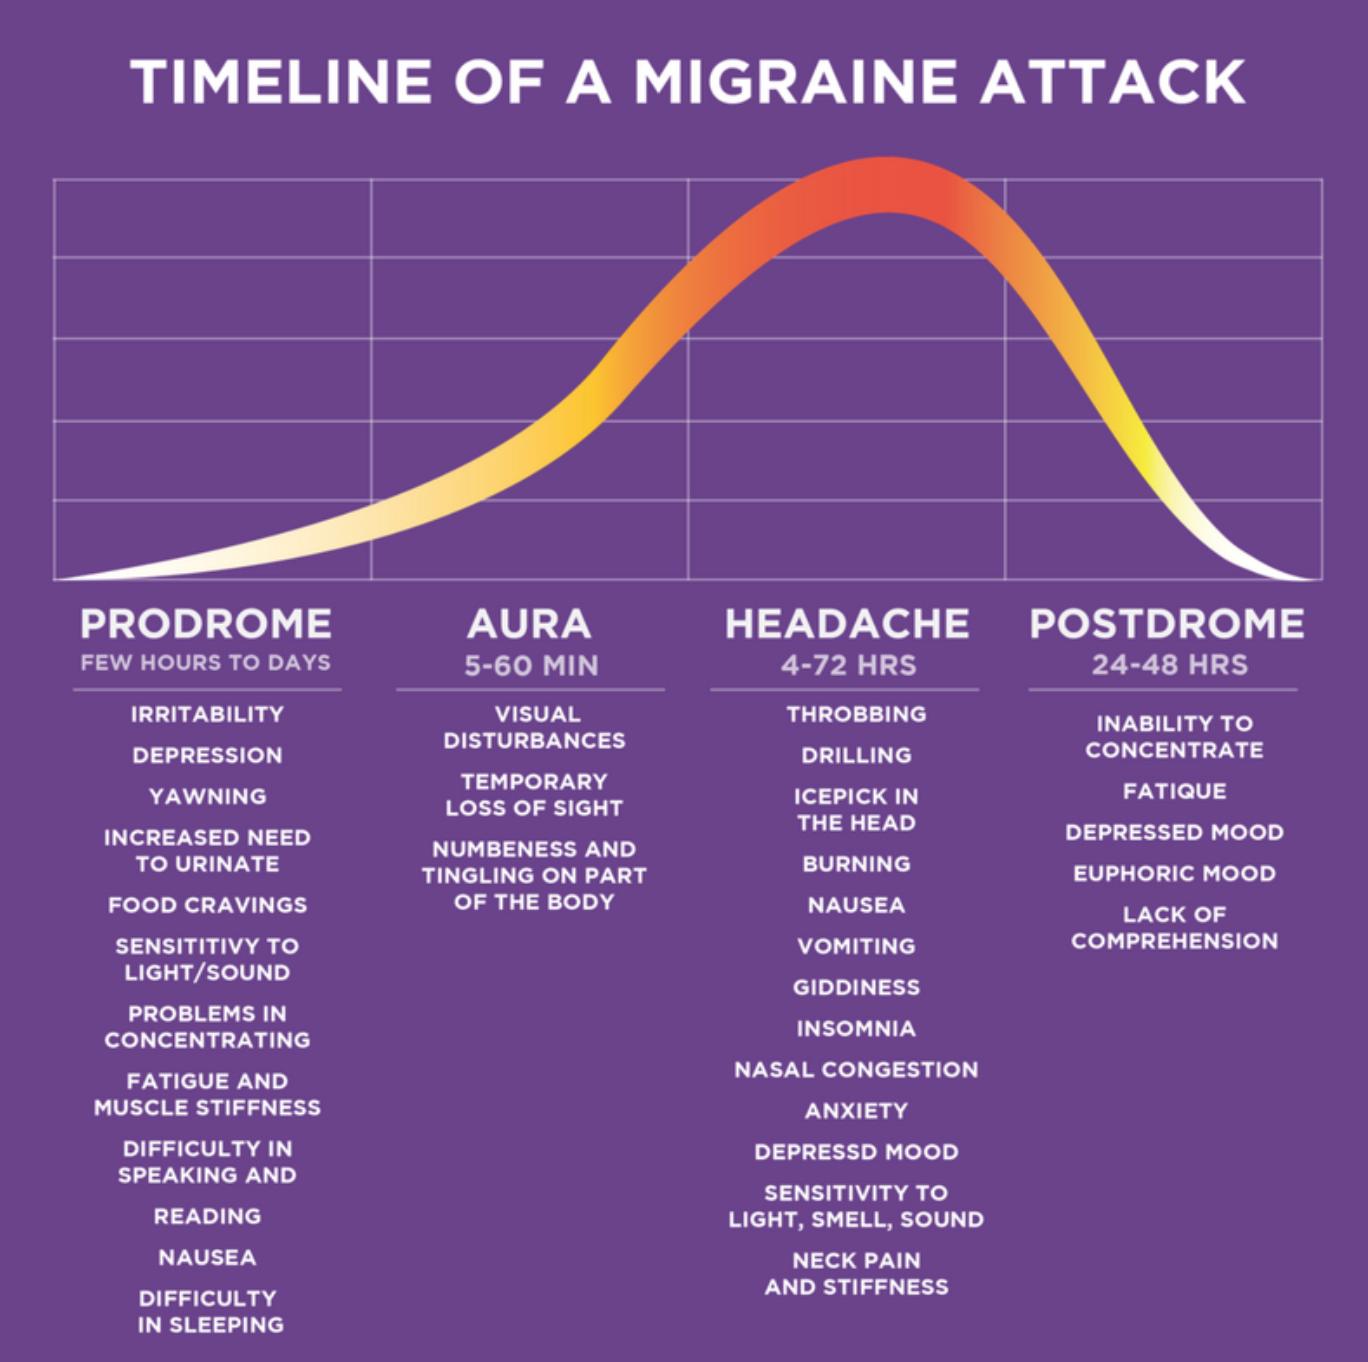 TIMELINE OF A MIGRAINE ATTACK
PRODROME
FEW HOURS TO DAYS
IRRITABILITY
DEPRESSION
YAWNING
INCREASED NEED
TO URINATE
FOOD CRAVINGS
SENSITITIVY TO
LIGHT/SOUND
PROBLEMS IN
CONCENTRATING
FATIGUE AND
MUSCLE STIFFNESS
DIFFICULTY IN
SPEAKING AND
READING
NAUSEA
DIFFICULTY
IN SLEEPING
AURA
5-60 MIN
VISUAL
DISTURBANCES
TEMPORARY
LOSS OF SIGHT
NUMBENESS AND
TINGLING ON PART
OF THE BODY
HEADACHE
4-72 HRS
THROBBING
DRILLING
ICEPICK IN
THE HEAD
BURNING
NAUSEA
VOMITING
GIDDINESS
INSOMNIA
NASAL CONGESTION
ANXIETY
DEPRESSD MOOD
SENSITIVITY TO
LIGHT, SMELL, SOUND
NECK PAIN
AND STIFFNESS
POSTDROME
24-48 HRS
INABILITY TO
CONCENTRATE
FATIQUE
DEPRESSED MOOD
EUPHORIC MOOD
LACK OF
COMPREHENSION